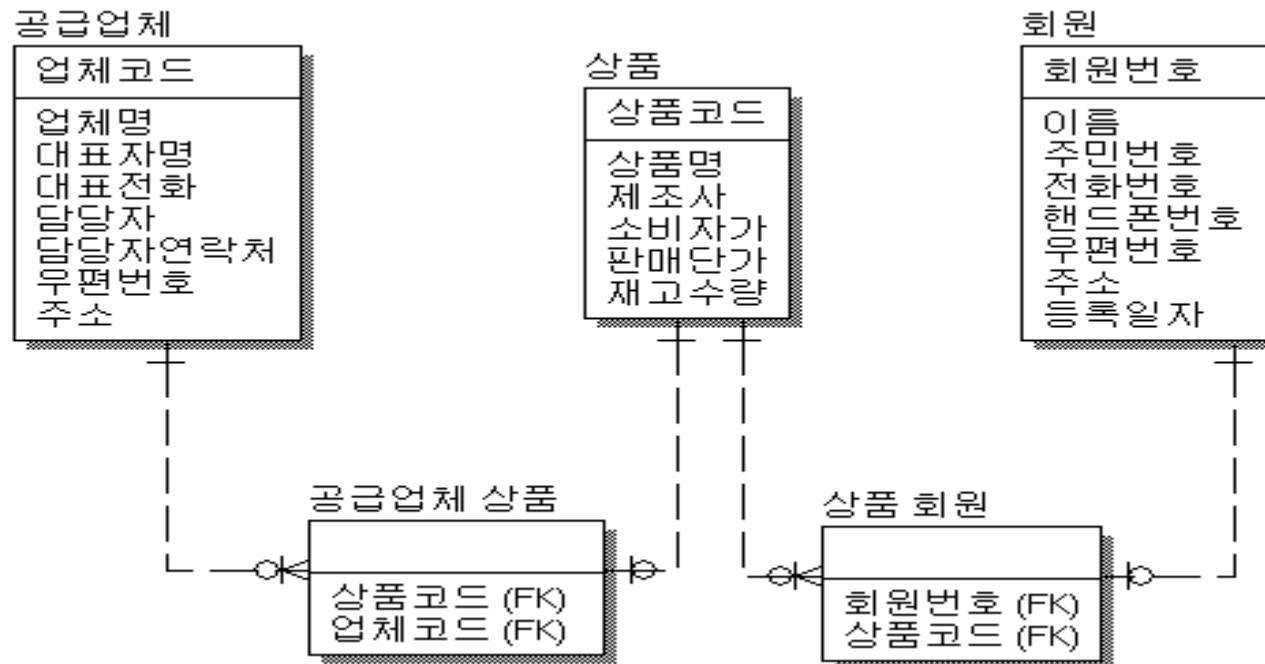 공급업체
업체코드
업체명
대표자명
대표전화
담당자
담당자연락처
우편번호
주소
상품
상품코드
상품명
제조사
소비자가
판매단가
재고수량
회원
회원번호
이름
주민번호
전화번호
핸드폰번호
우편번호
주소
등록일자
공급업체 상품
상품코드 (FK)
업체코드 (FK)
상품 회원
회원번호 (FK)
상품코드 (FK)